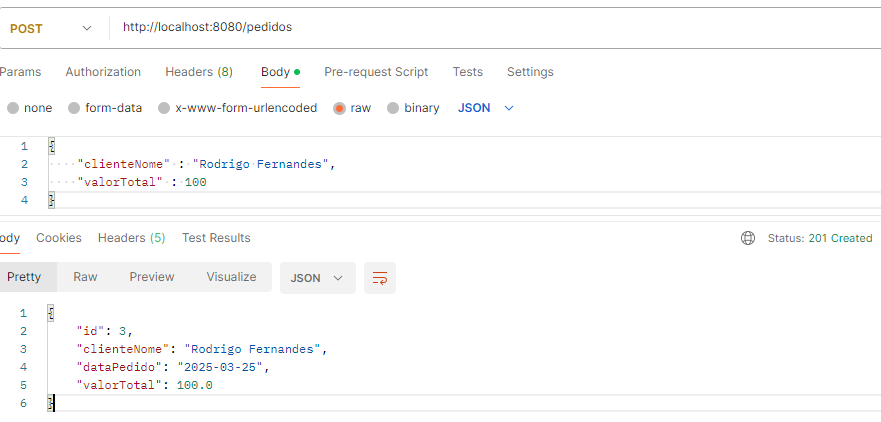 POST http://localhost:8080/pedidos
Params Authorization Headers (8) Body Pre-request Script Tests Settings
none form-data x-www-form-urlencoded raw binary JSON
1 {
2 "clienteNome" : "Rodrigo Fernandes",
3 "valorTotal" : 100
4 }
ody Cookies Headers (5) Test Results Status: 201 Created
Pretty Raw Preview Visualize JSON
1 {
2 "id": 3,
3 "clienteNome": "Rodrigo Fernandes",
4 "dataPedido": "2025-03-25",
5 "valorTotal": 100.0
6 }